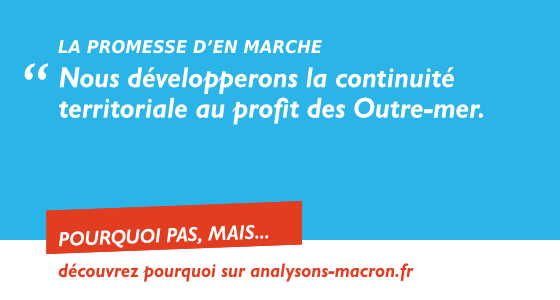 LA PROMESSE D'EN MARCHE
“ Nous développerons la continuité
territoriale au profit des Outre-mer.
POURQUOI PAS, MAIS...
découvrez pourquoi sur analysons-macron.fr